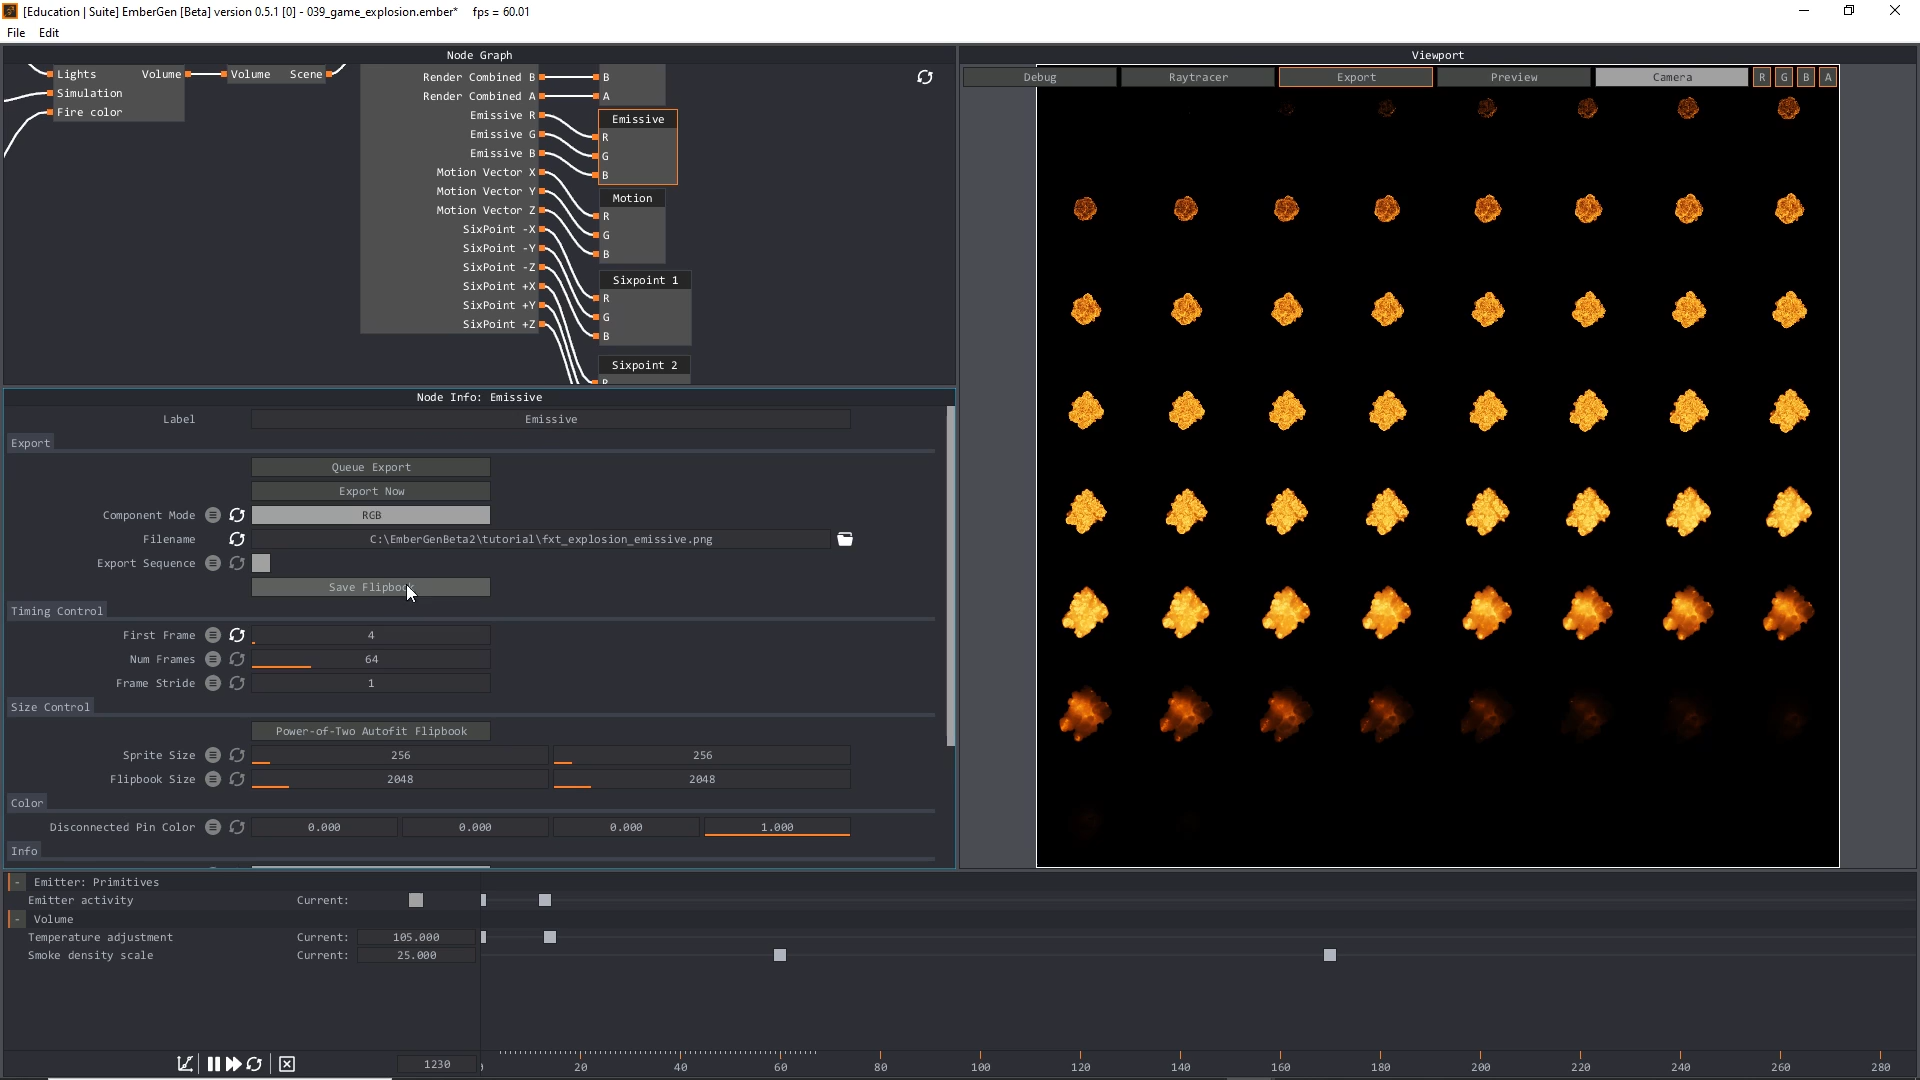 [Education | Suite] EmberGen [Beta] version 0.5.1 [0] - 039_game_explosion.ember* fps = 60.01
File Edit
Node Graph
Viewport
Lights Volume Volume Scene
Simulation
Fire color
Render Combined B B
Render Combined A A
Emissive R
Emissive G
Emissive B
Motion Vector X
Motion Vector Y
Motion Vector Z
SixPoint -X
SixPoint -Y
SixPoint -Z
SixPoint +X
SixPoint +Y
SixPoint +Z
Emissive
R
G
B
Motion
R
G
B
Sixpoint 1
R
G
B
Sixpoint 2
R
Debug Raytracer Export Preview Camera R G B A
Node Info: Emissive
Label Emissive
Export
Queue Export
Export Now
Component Mode RGB
Filename C:\EmberGenBeta2\tutorial\fxt_explosion_emissive.png
Export Sequence
Save Flipbook
Timing Control
First Frame 4
Num Frames 64
Frame Stride 1
Size Control
Power-of-Two Autofit Flipbook
Sprite Size 256 256
Flipbook Size 2048 2048
Color
Disconnected Pin Color 0.000 0.000 0.000 1.000
Info
- Emitter: Primitives
Emitter activity Current:
- Volume
Temperature adjustment Current: 105.000
Smoke density scale Current: 25.000
1230 20 40 60 80 100 120 140 160 180 200 220 240 260 280